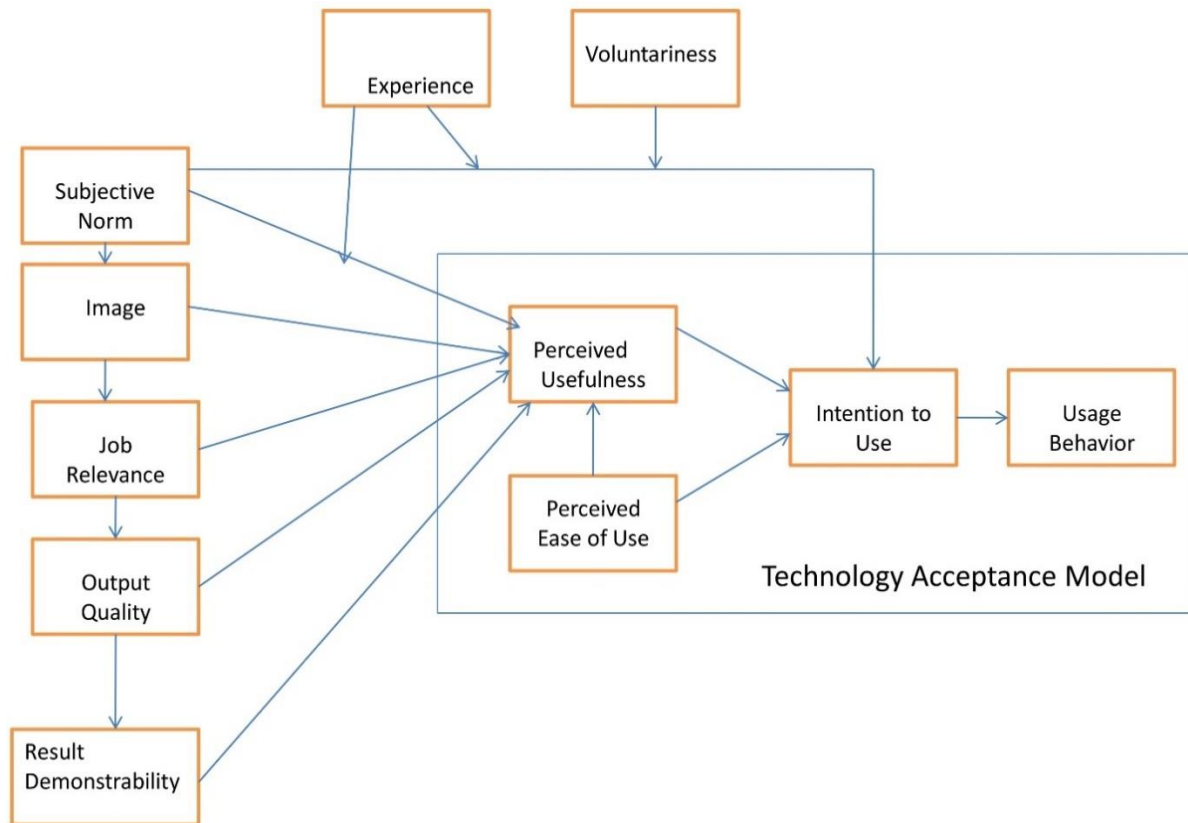 Experience
Voluntariness
Subjective
Norm
Image
Job
Relevance
Output
Quality
Result
Demonstrability
Perceived
Usefulness
Perceived
Ease of Use
Intention to
Use
Usage
Behavior
Technology Acceptance Model